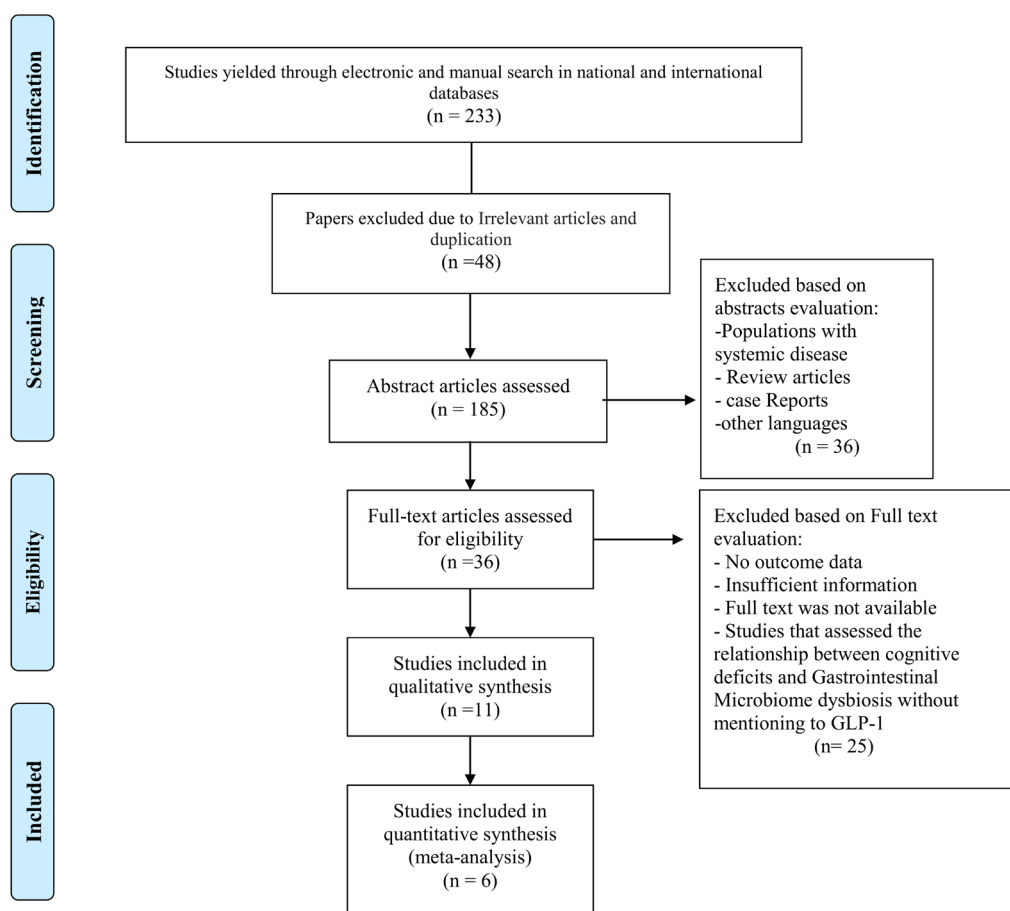 Identification
Studies yielded through electronic and manual search in national and international
databases
(n = 233)
Papers excluded due to Irrelevant articles and
duplication
(n =48)
Screening
Abstract articles assessed
(n = 185)
Excluded based on
abstracts evaluation:
-Populations with
systemic disease
- Review articles
- case Reports
-other languages
(n = 36)
Eligibility
Full-text articles assessed
for eligibility
(n =36)
Excluded based on Full text
evaluation:
- No outcome data
- Insufficient information
- Full text was not available
- Studies that assessed the
relationship between cognitive
deficits and Gastrointestinal
Microbiome dysbiosis without
mentioning to GLP-1
(n= 25)
Studies included in
qualitative synthesis
(n =11)
Included
Studies included in
quantitative synthesis
(meta-analysis)
(n = 6)